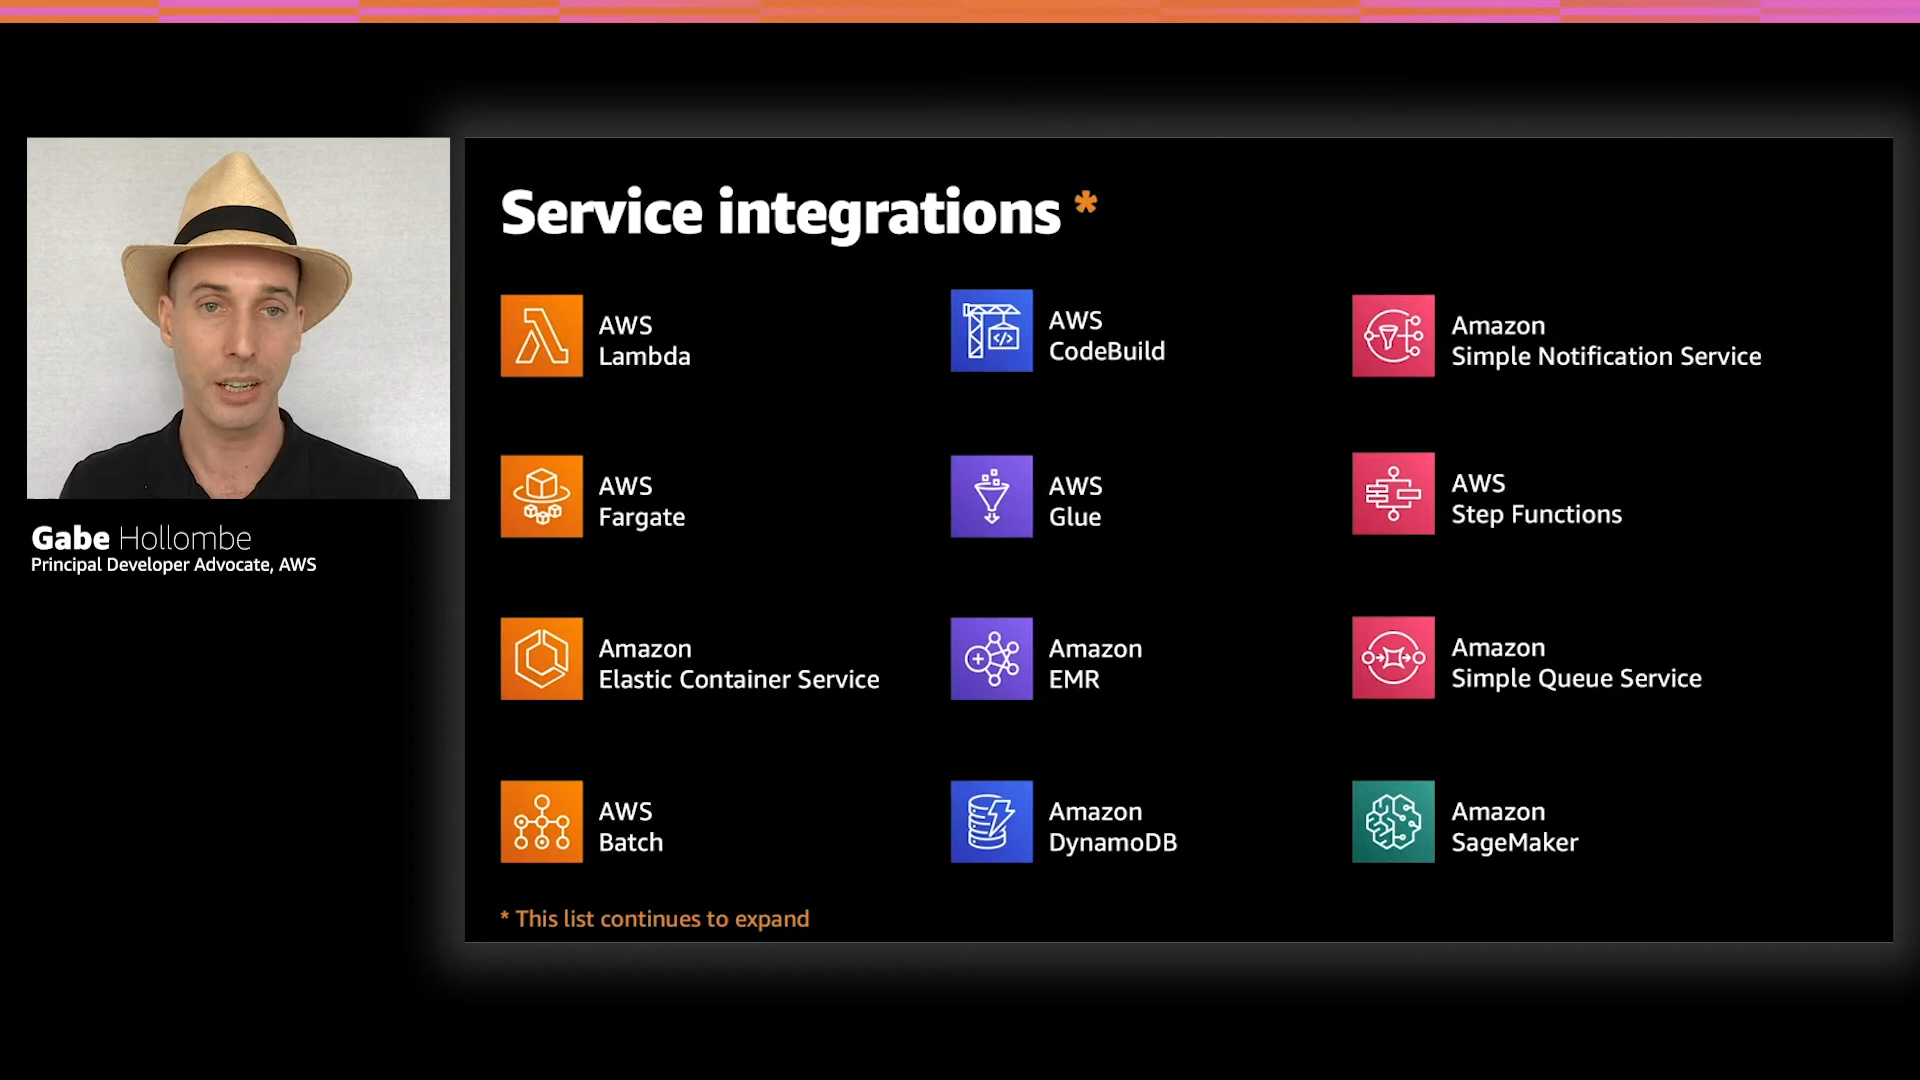 Service integrations *
AWS
Lambda
AWS
CodeBuild
Amazon
Simple Notification Service
AWS
Fargate
AWS
Glue
AWS
Step Functions
Amazon
Elastic Container Service
Amazon
EMR
Amazon
Simple Queue Service
AWS
Batch
Amazon
DynamoDB
Amazon
SageMaker
* This list continues to expand
Gabe Hollombe
Principal Developer Advocate, AWS